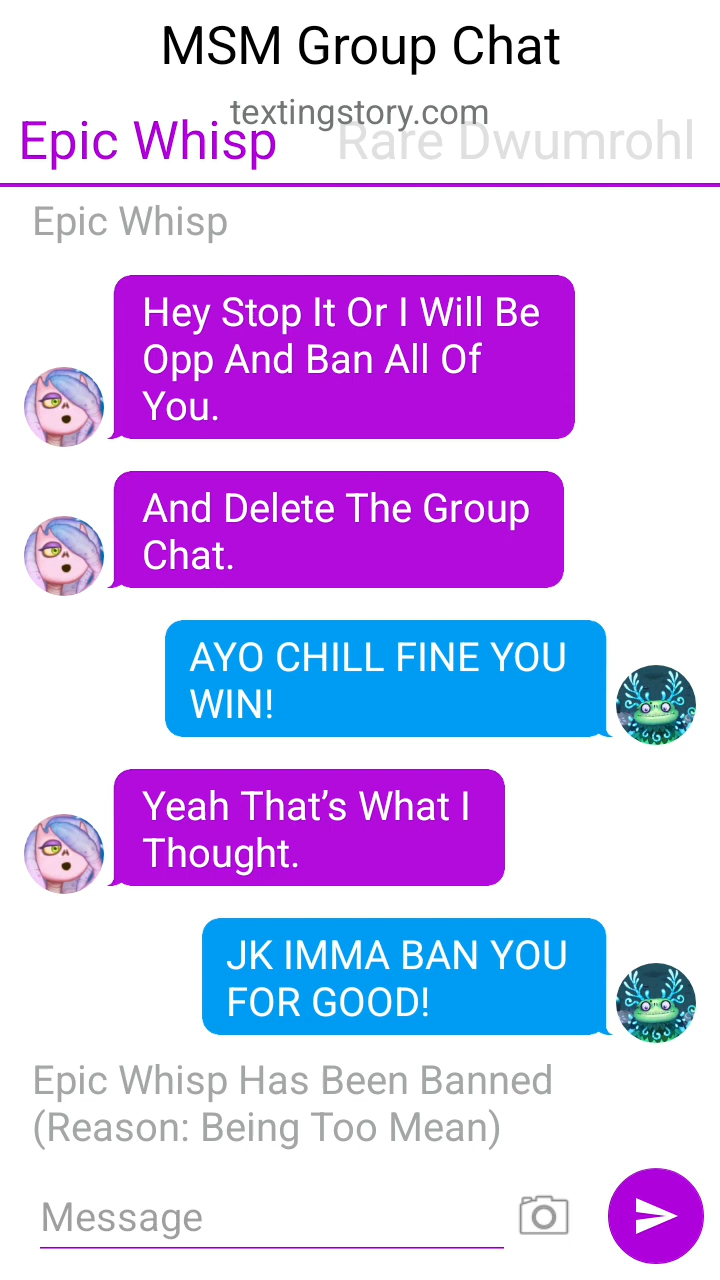 MSM Group Chat
textingstory.com
Epic Whisp
Rare Dwumrohl
Epic Whisp
Hey Stop It Or I Will Be
Opp And Ban All Of
You.
And Delete The Group
Chat.
AYO CHILL FINE YOU
WIN!
Yeah That’s What I
Thought.
JK IMMA BAN YOU
FOR GOOD!
Epic Whisp Has Been Banned
(Reason: Being Too Mean)
Message